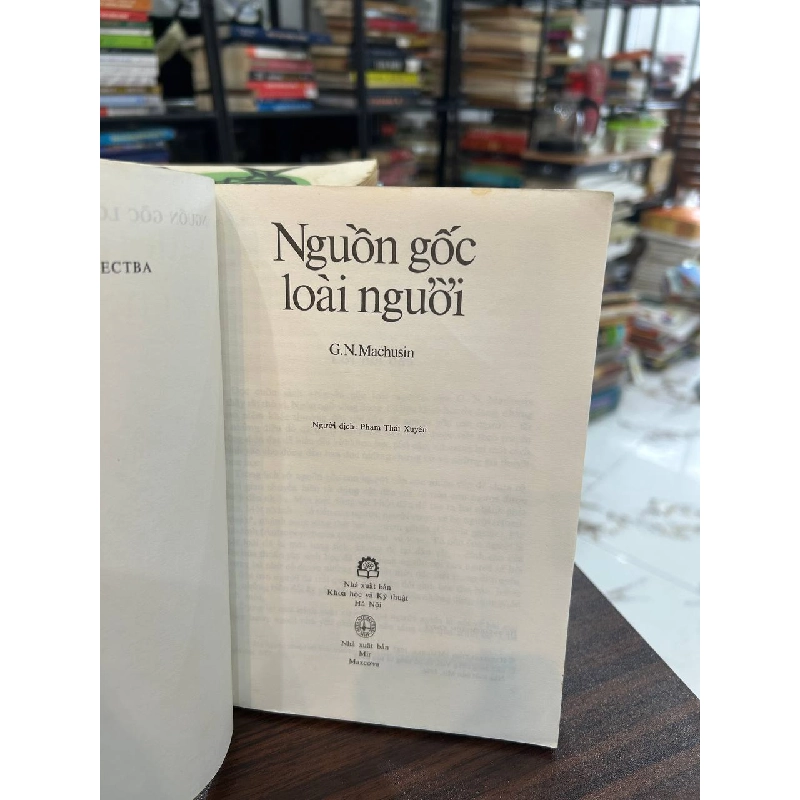 ECTBA
Nguồn gốc
loài người
G.N.Machusin
Người dịch: Phạm Thái Xuyên
Nhà xuất bản
Khoa học và Kỹ thuật
Hà Nội
Nhà xuất bản
Mir
Maxcơva